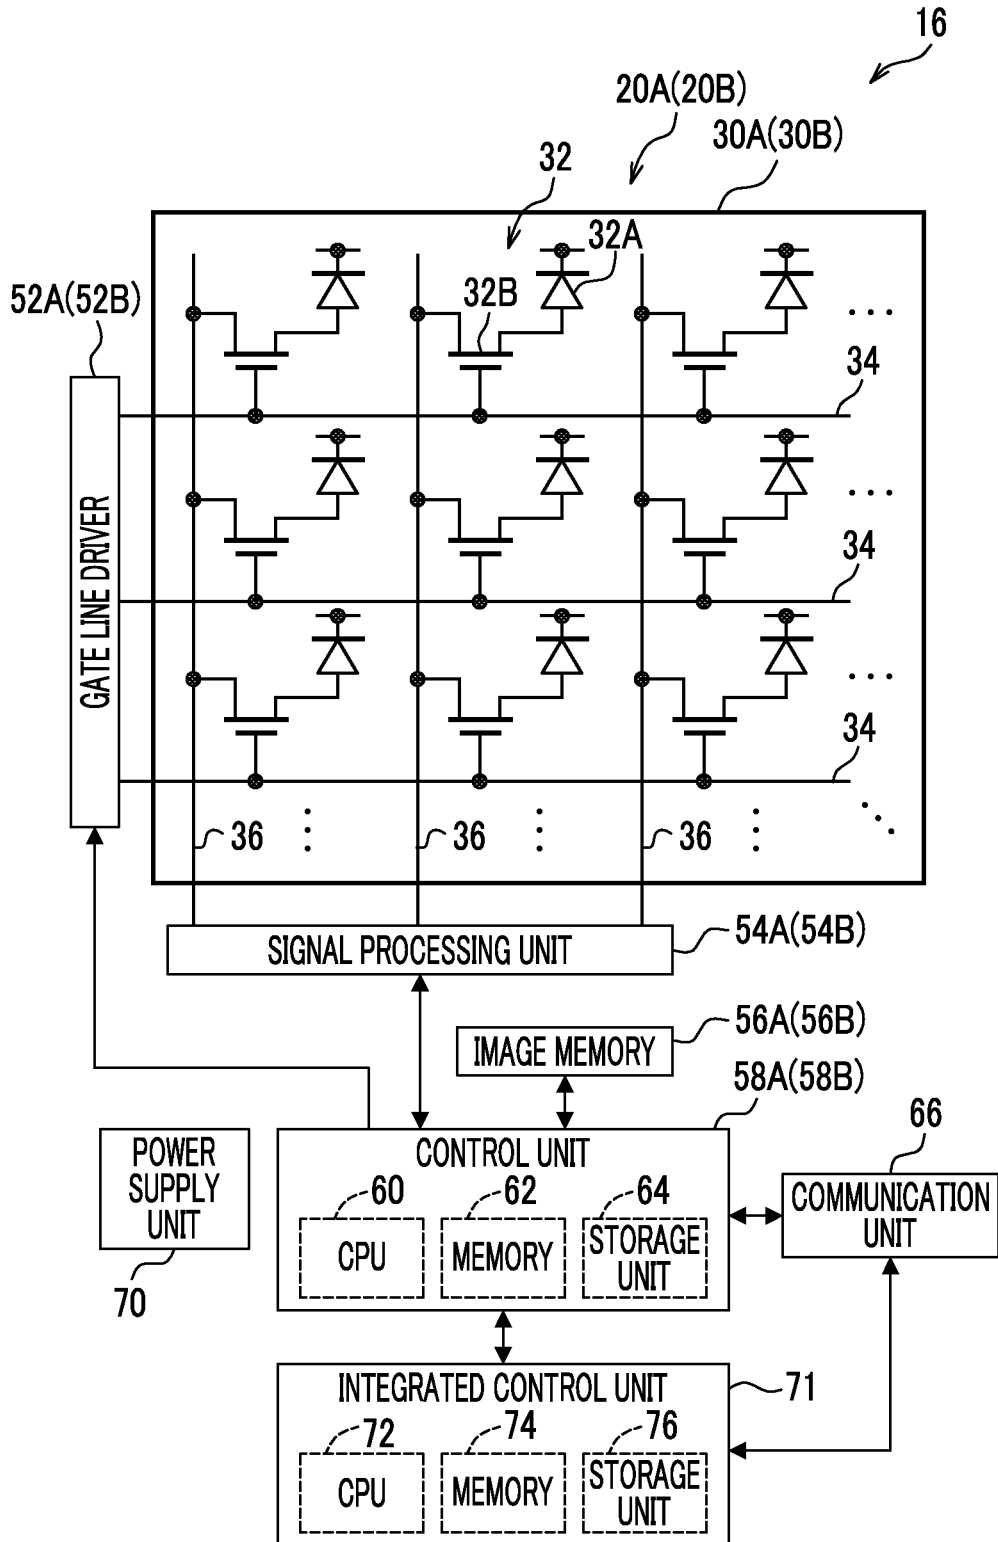 16
20A(20B)
30A(30B)
32
32A
32B
52A(52B)
34
GATE LINE DRIVER
34
34
36
36
36
SIGNAL PROCESSING UNIT
54A(54B)
IMAGE MEMORY
56A(56B)
58A(58B)
66
POWER
SUPPLY
UNIT
70
CONTROL UNIT
60
62
64
CPU
MEMORY
STORAGE
UNIT
COMMUNICATION
UNIT
INTEGRATED CONTROL UNIT
71
72
74
76
CPU
MEMORY
STORAGE
UNIT